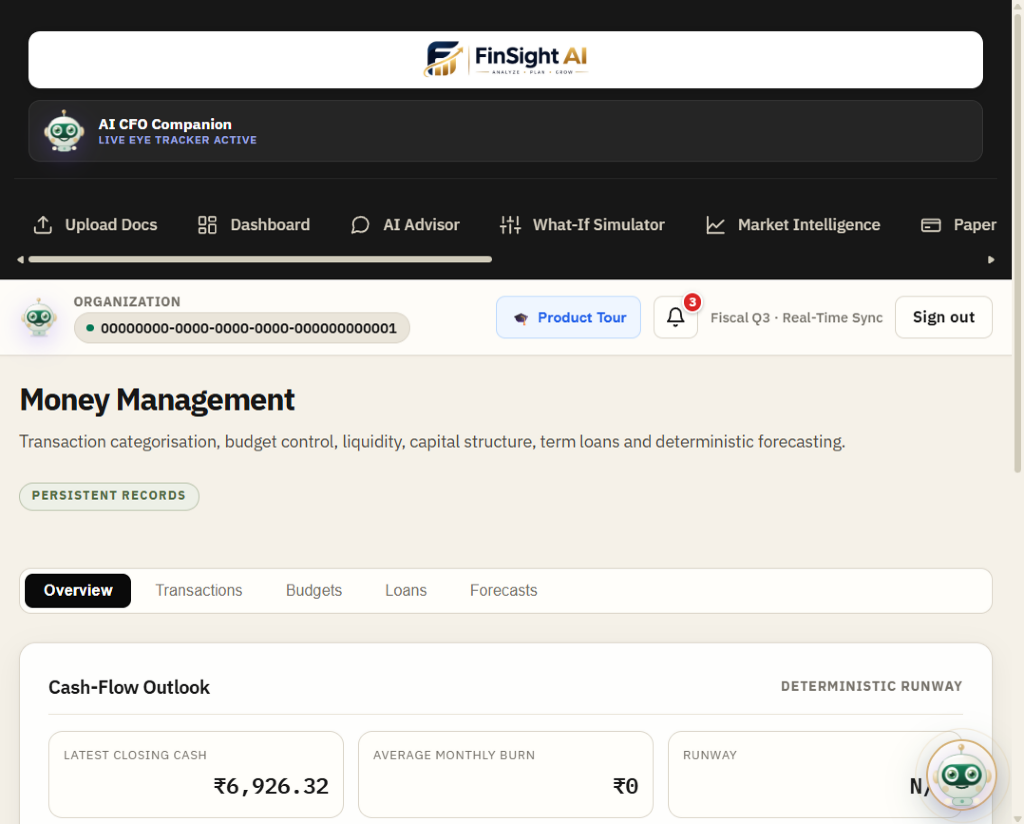 FinSight AI
ANALYZE • PLAN • GROW
AI CFO Companion
LIVE EYE TRACKER ACTIVE
Upload Docs
Dashboard
AI Advisor
What-If Simulator
Market Intelligence
Paper
ORGANIZATION
00000000-0000-0000-0000-000000000001
Product Tour
3
Fiscal Q3 · Real-Time Sync
Sign out
Money Management
Transaction categorisation, budget control, liquidity, capital structure, term loans and deterministic forecasting.
PERSISTENT RECORDS
Overview
Transactions
Budgets
Loans
Forecasts
Cash-Flow Outlook
DETERMINISTIC RUNWAY
LATEST CLOSING CASH
₹6,926.32
AVERAGE MONTHLY BURN
₹0
RUNWAY